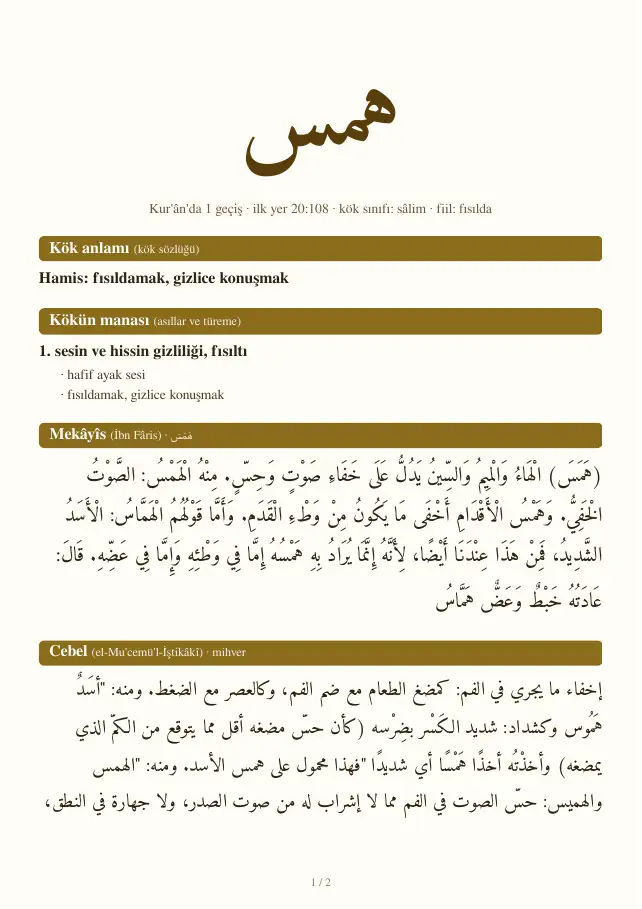 همس
Kur'ân'da 1 geçiş · ilk yer 20:108 · kök sınıfı: sâlim · fiil: fısılda
Kök anlamı (kök sözlüğü)
Hamis: fısıldamak, gizlice konuşmak
Kökün manası (asıllar ve türeme)
1. sesin ve hissin gizliliği, fısıltı
· hafif ayak sesi
· fısıldamak, gizlice konuşmak
Mekâyîs (İbn Fâris) · هَمَسَ
(هَمَسَ) الْهَاءُ وَالْمِيمُ وَالسِّينُ يَدُلُّ عَلَى خَفَاءِ صَوْتٍ وَحِسٍّ. مِنْهُ الْهَمْسُ: الصَّوْتُ
الْخَفِيُّ. وَهَمْسُ الْأَقْدَامِ أَخْفَى مَا يَكُونُ مِنْ وَطْءِ الْقَدَمِ. وَأَمَّا قَوْلُهُمُ الْهَمَّاسُ: الْأَسَدُ
الشَّدِيدُ، فَمِنْ هَذَا عِنْدَنَا أَيْضًا، لِأَنَّهُ إِنَّمَا يُرَادُ بِهِ هَمْسُهُ إِمَّا فِي وَطْئِهِ وَإِمَّا فِي عَضِّهِ. قَالَ:
عَادَتُهُ خَبْطٌ وَعَضٌّ هَمَّاسُ
Cebel (el-Mu'cemü'l-İştikâkî) · mihver
إخفاء ما يجري في الفم: كمضغ الطعام مع ضم الفم، وكالعصر مع الضغط. ومنه: "أسَدٌ
هَمُوس وكشداد: شديد الكَسْر بضِرْسه (كأن حسّ مضغه أقل مما يتوقع من الكمّ الذي
يمضغه) وأخذْتُه أخذًا هَمْسًا أي شديدًا "فهذا محمول على همس الأسد. ومنه: "الهمس
والهميس: حسّ الصوت في الفم مما لا إشراب له من صوت الصدر، ولا جهارة في النطق،
1 / 2